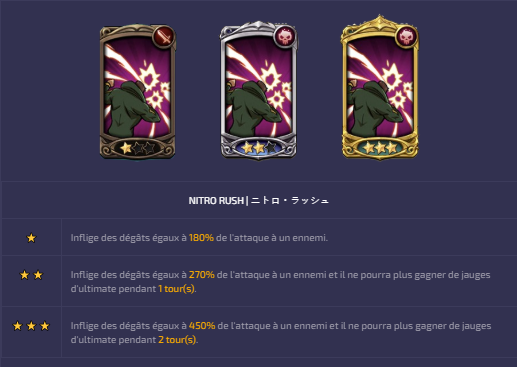 NITRO RUSH | ニトロ・ラッシュ
Inflige des dégâts égaux à 180% de l'attaque à un ennemi.
Inflige des dégâts égaux à 270% de l'attaque à un ennemi et il ne pourra plus gagner de jauges
d'ultimate pendant 1 tour(s).
Inflige des dégâts égaux à 450% de l'attaque à un ennemi et il ne pourra plus gagner de jauges
d'ultimate pendant 2 tour(s).